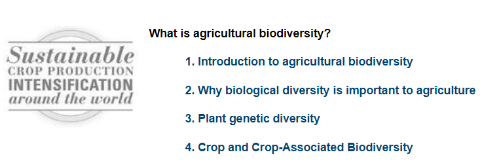 Sustainable
CROP PRODUCTION
INTENSIFICATION
around the world
What is agricultural biodiversity?
1. Introduction to agricultural biodiversity
2. Why biological diversity is important to agriculture
3. Plant genetic diversity
4. Crop and Crop-Associated Biodiversity